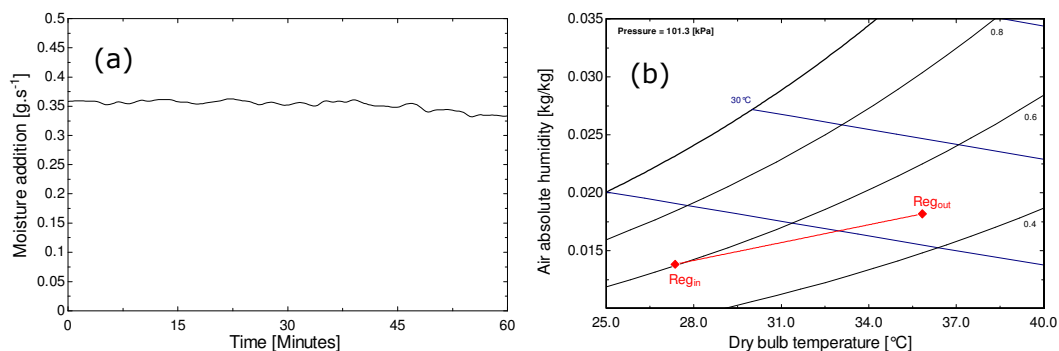 (a)
Moisture addition [g.s-1]
0.5
0.45
0.4
0.35
0.3
0.25
0.2
0.15
0.1
0.05
0
0 15 30 45 60
Time [Minutes]
(b)
Pressure = 101.3 [kPa]
Air absolute humidity [kg/kg]
0.035
0.030
0.025
0.020
0.015
0.8
30°C
0.6
Regout
0.4
Regin
25.0 28.0 31.0 34.0 37.0 40.0
Dry bulb temperature [°C]